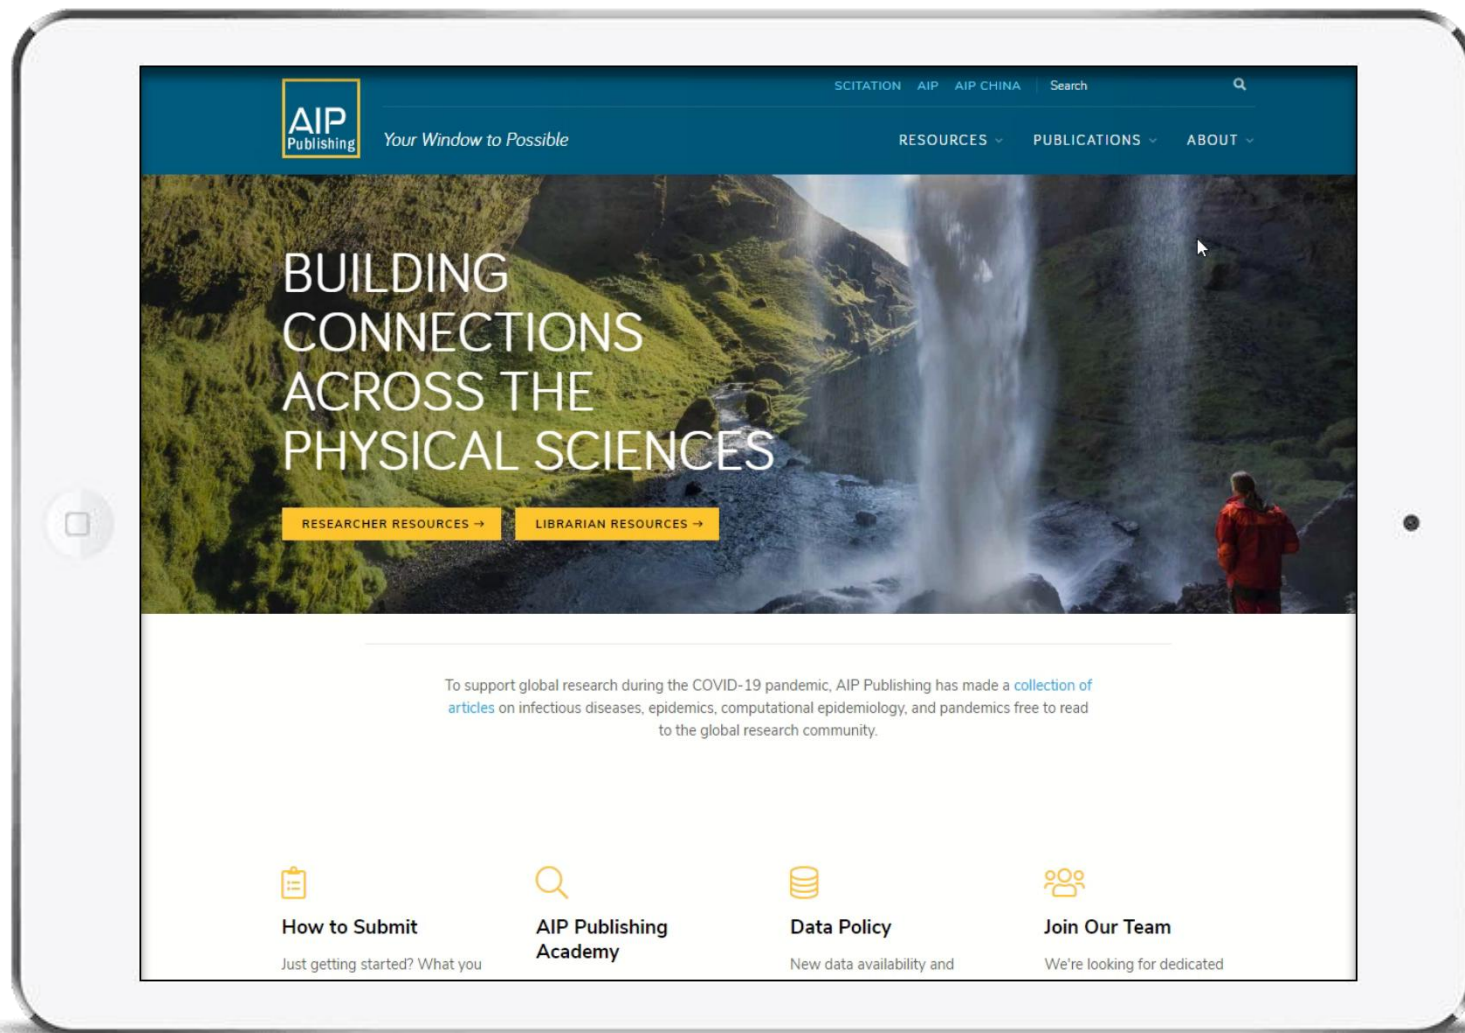 SCITATION AIP AIP CHINA Search
AIP
Publishing
Your Window to Possible
RESOURCES PUBLICATIONS ABOUT
BUILDING
CONNECTIONS
ACROSS THE
PHYSICAL SCIENCES
RESEARCHER RESOURCES → LIBRARIAN RESOURCES →
To support global research during the COVID-19 pandemic, AIP Publishing has made a collection of
articles on infectious diseases, epidemics, computational epidemiology, and pandemics free to read
to the global research community.
How to Submit
Just getting started? What you
AIP Publishing
Academy
Data Policy
New data availability and
Join Our Team
We're looking for dedicated